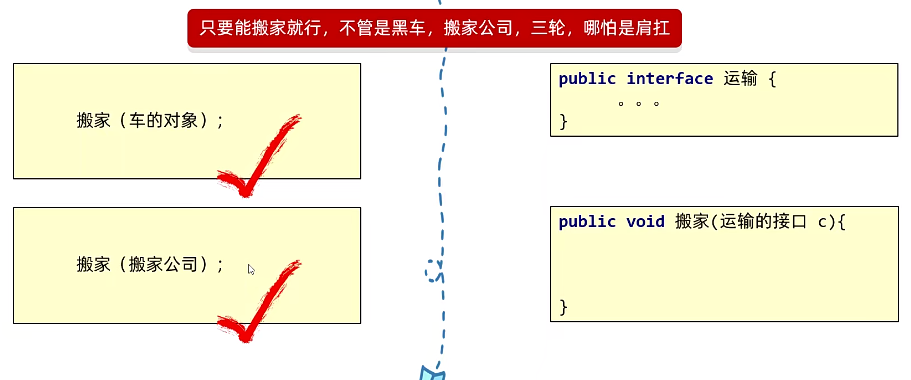 只要能搬家就行，不管是黑车，搬家公司，三轮，哪怕是肩扛
搬家（车的对象）；
搬家（搬家公司）；
public interface 运输 {
。。。
}
public void 搬家(运输的接口 c){
}